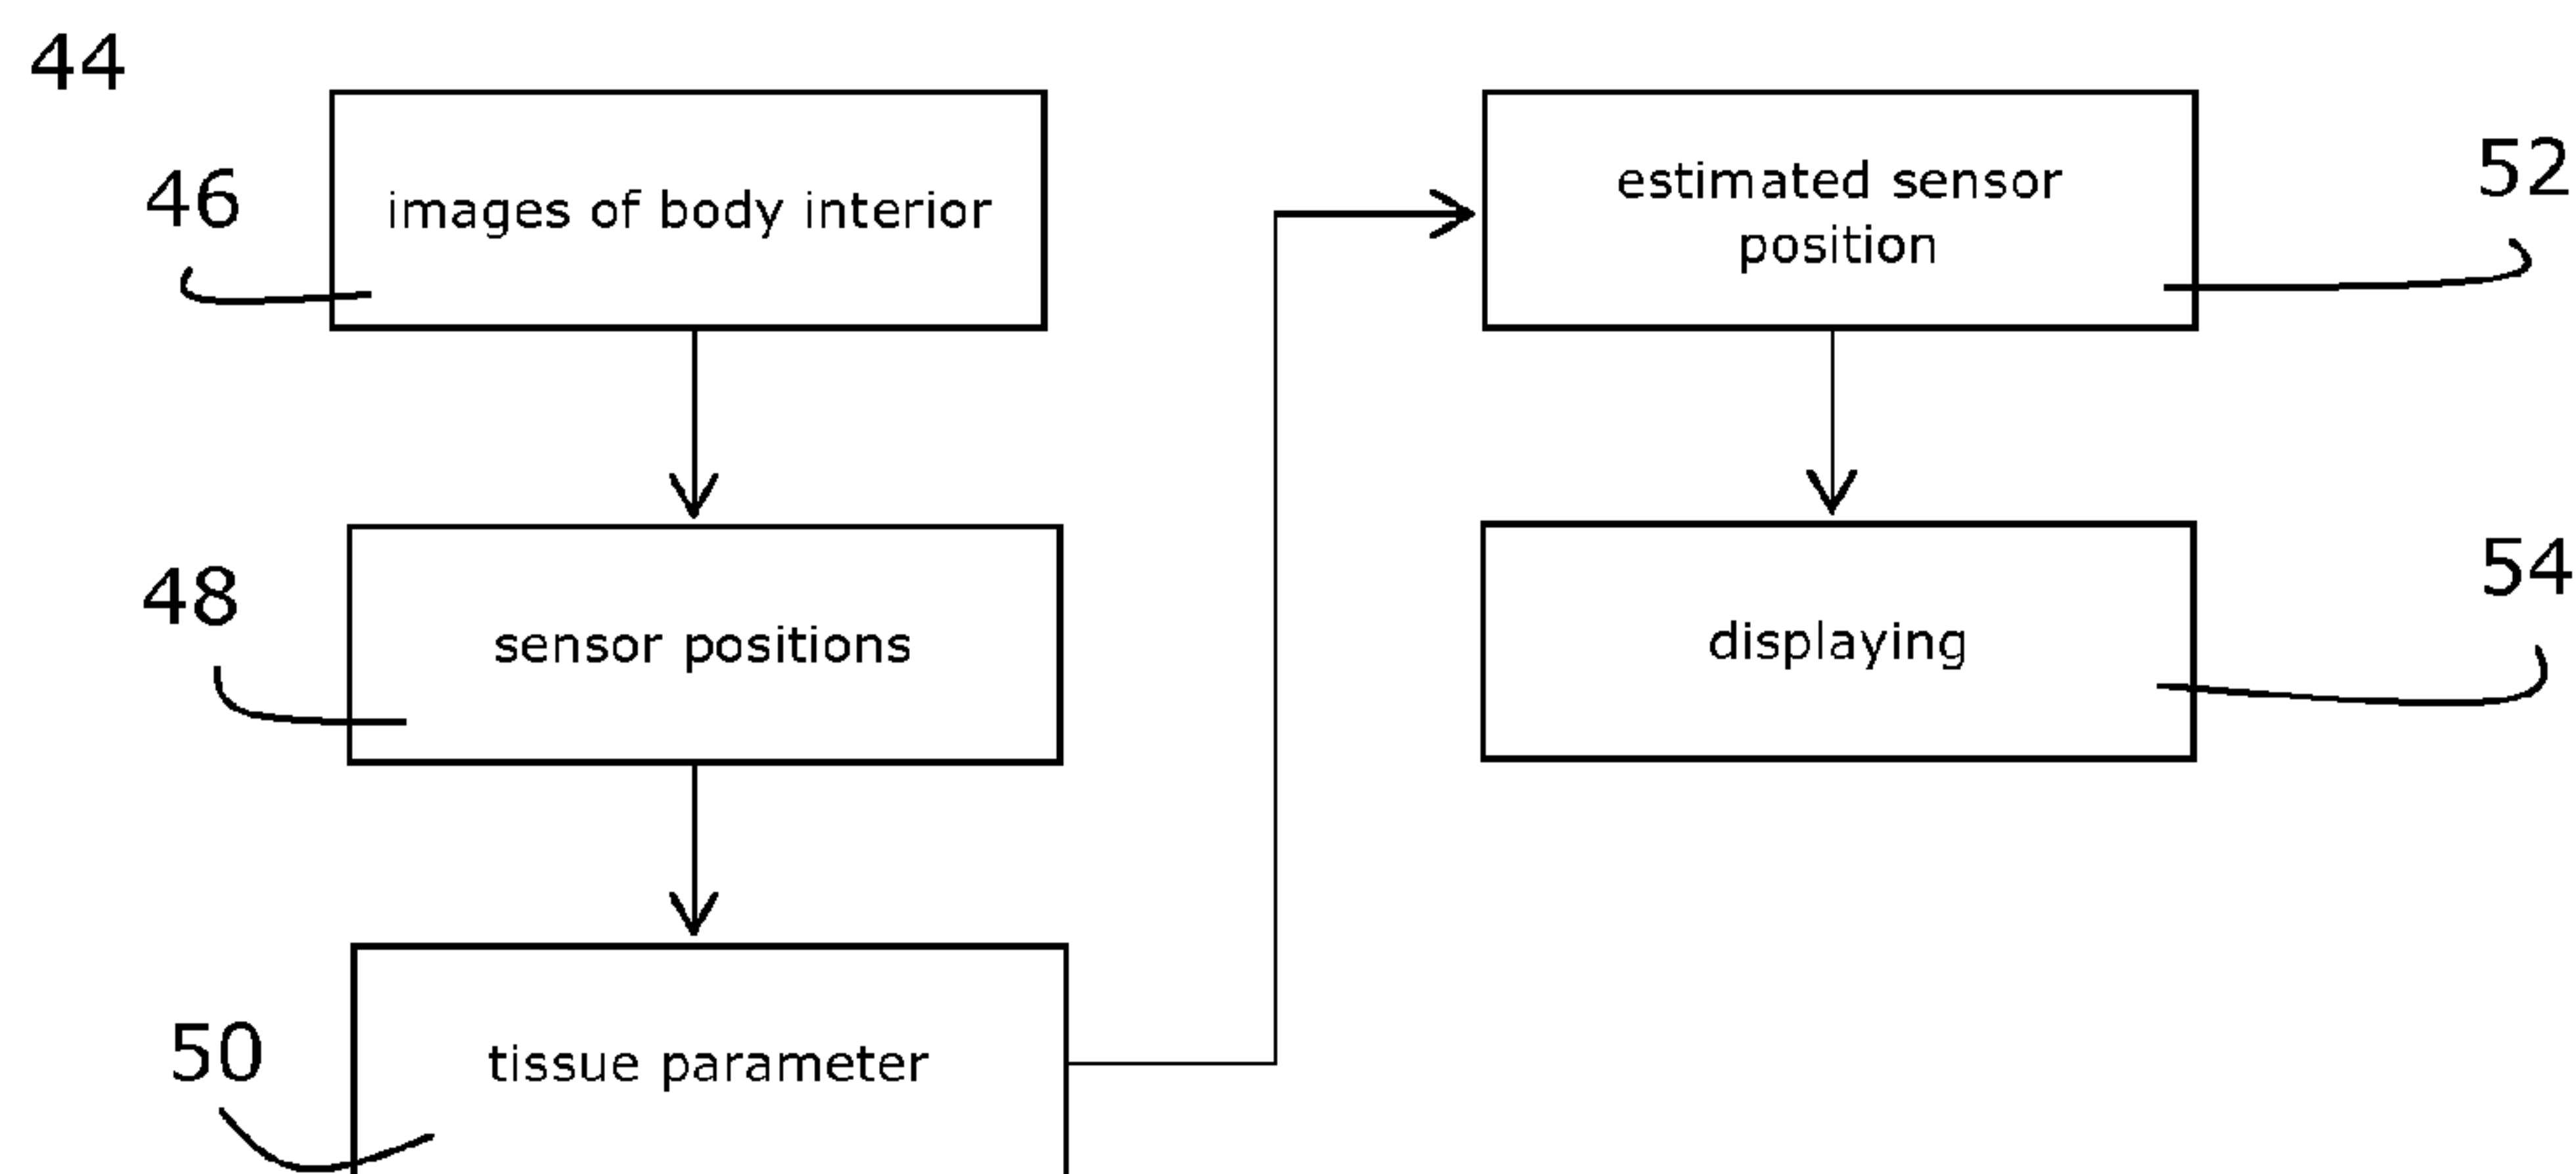 44
46
images of body interior
48
sensor positions
50
tissue parameter
estimated sensor
position
52
displaying
54